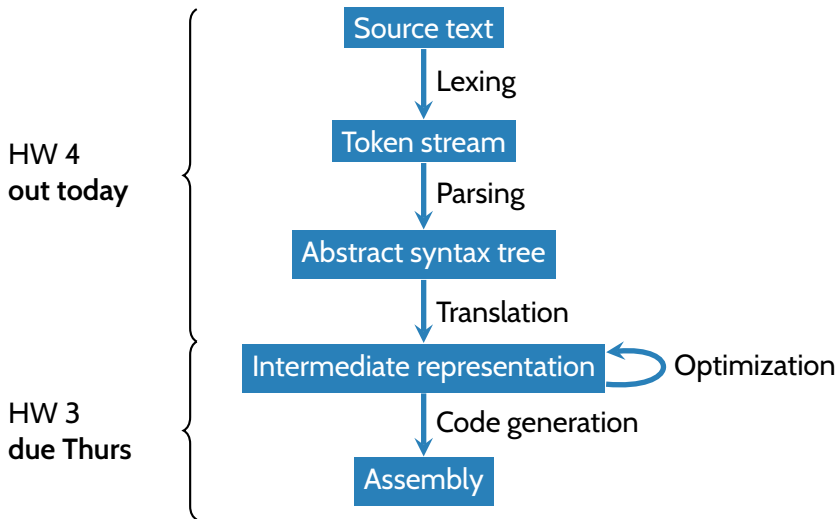 Source text
Lexing
Token stream
HW 4
out today
Parsing
Abstract syntax tree
Translation
Intermediate representation
Optimization
HW 3
due Thurs
Code generation
Assembly